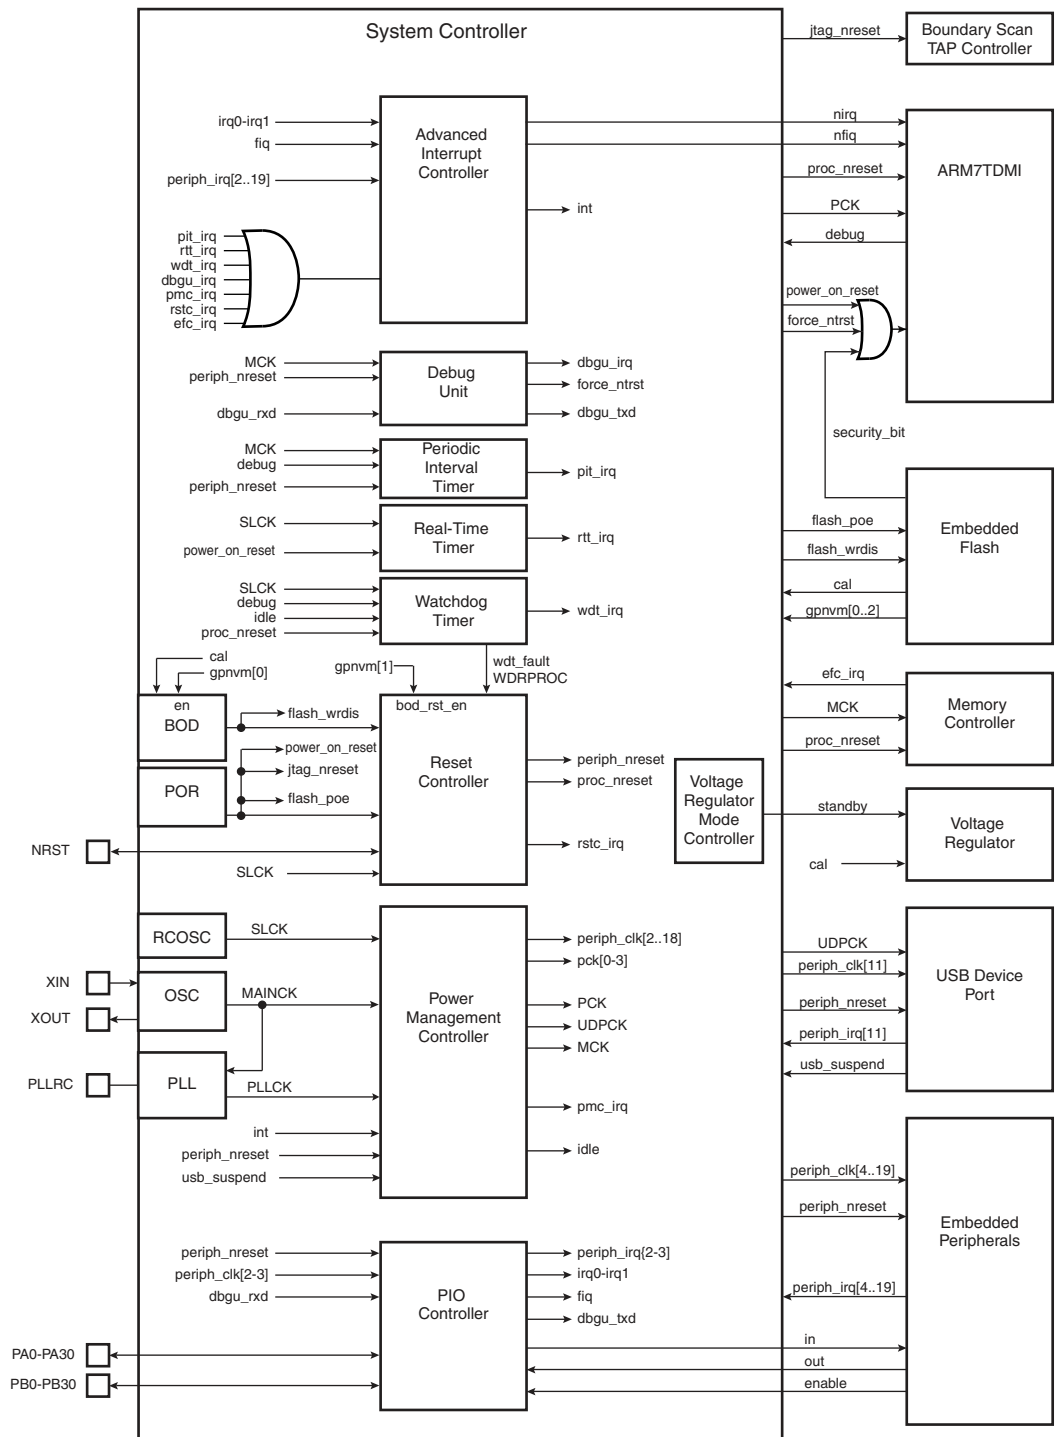 System Controller
jtag_nreset
Boundary Scan
TAP Controller
irq0-irq1
fiq
periph_irq[2..19]
Advanced
Interrupt
Controller
int
nirq
nfiq
proc_nreset
PCK
debug
ARM7TDMI
pit_irq
rtt_irq
wdt_irq
dbgu_irq
pmc_irq
rstc_irq
efc_irq
power_on_reset
force_ntrst
security_bit
MCK
periph_nreset
dbgu_rxd
Debug
Unit
dbgu_irq
force_ntrst
dbgu_txd
MCK
debug
periph_nreset
Periodic
Interval
Timer
pit_irq
SLCK
power_on_reset
Real-Time
Timer
rtt_irq
flash_poe
flash_wrdis
cal
gpnvm[0..2]
Embedded
Flash
SLCK
debug
idle
proc_nreset
Watchdog
Timer
wdt_irq
cal
gpnvm[0]
gpnvm[1]
wdt_fault
WDRPROC
en
BOD
flash_wrdis
power_on_reset
jtag_nreset
flash_poe
POR
bod_rst_en
Reset
Controller
periph_nreset
proc_nreset
rstc_irq
NRST
SLCK
efc_irq
MCK
proc_nreset
Memory
Controller
Voltage
Regulator
Mode
Controller
standby
cal
Voltage
Regulator
RCOSC
SLCK
XIN
XOUT
OSC
MAINCK
PLLRC
PLL
PLLCK
int
periph_nreset
usb_suspend
Power
Management
Controller
periph_clk[2..18]
pck[0-3]
PCK
UDPCK
MCK
pmc_irq
idle
UDPCK
periph_clk[11]
periph_nreset
periph_irq[11]
usb_suspend
USB Device
Port
periph_nreset
periph_clk[2-3]
dbgu_rxd
PIO
Controller
periph_irq{2-3]
irq0-irq1
fiq
dbgu_txd
PA0-PA30
PB0-PB30
periph_clk[4..19]
periph_nreset
periph_irq[4..19]
in
out
enable
Embedded
Peripherals